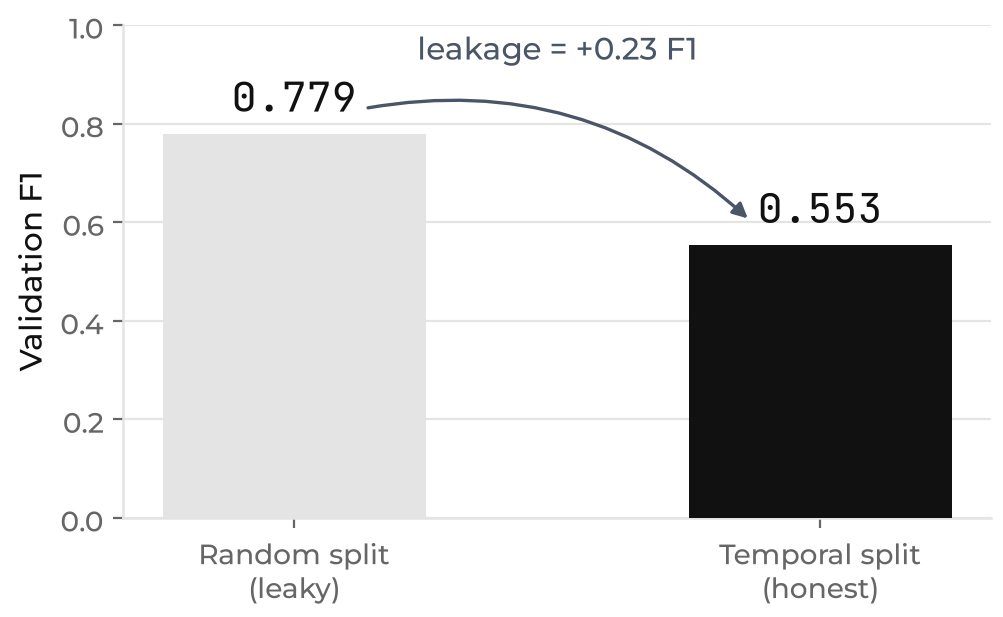 leakage = +0.23 F1
0.779
0.553
Validation F1
1.0
0.8
0.6
0.4
0.2
0.0
Random split
(leaky)
Temporal split
(honest)